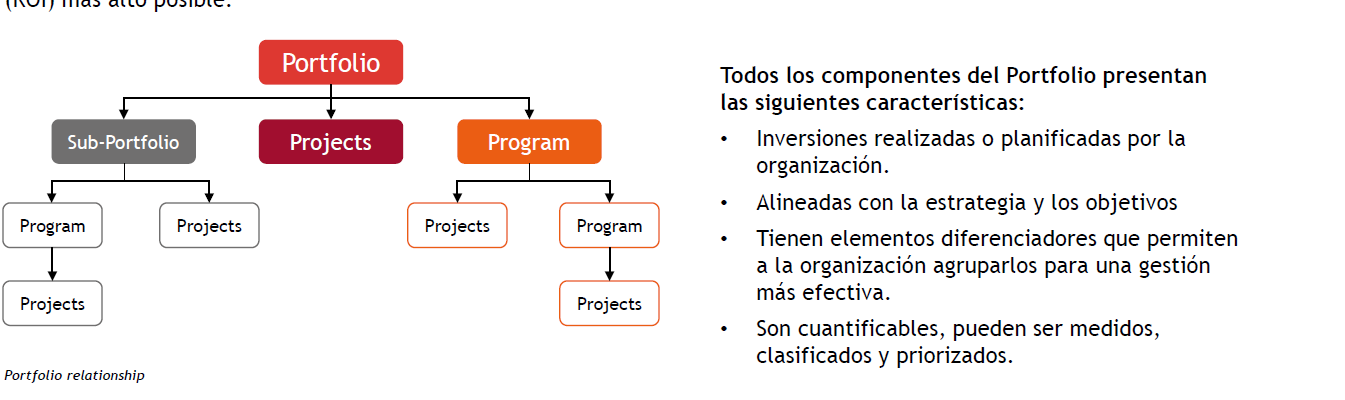 (ROI) más alto posible.
Portfolio
Sub-Portfolio
Projects
Program
Program
Projects
Projects
Program
Projects
Projects
Portfolio relationship
Todos los componentes del Portfolio presentan
las siguientes característicass:
• Inversiones realizadas o planificadas por la
organización.
• Alineadas con la estrategia y los objetivos
• Tienen elementos diferenciadores que permiten
a la organización agruparlos para una gestión
más efectiva.
• Son cuantificables, pueden ser medidos,
clasificados y priorizados.